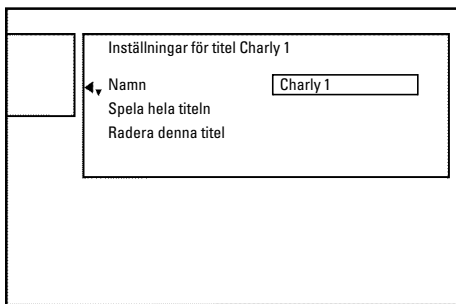 Inställningar för titel Charly 1
Namn Charly 1
Spela hela titeln
Radera denna titel